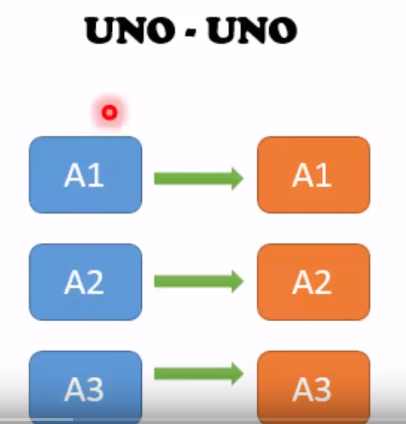 UNO - UNO
A1 A1
A2 A2
A3 A3